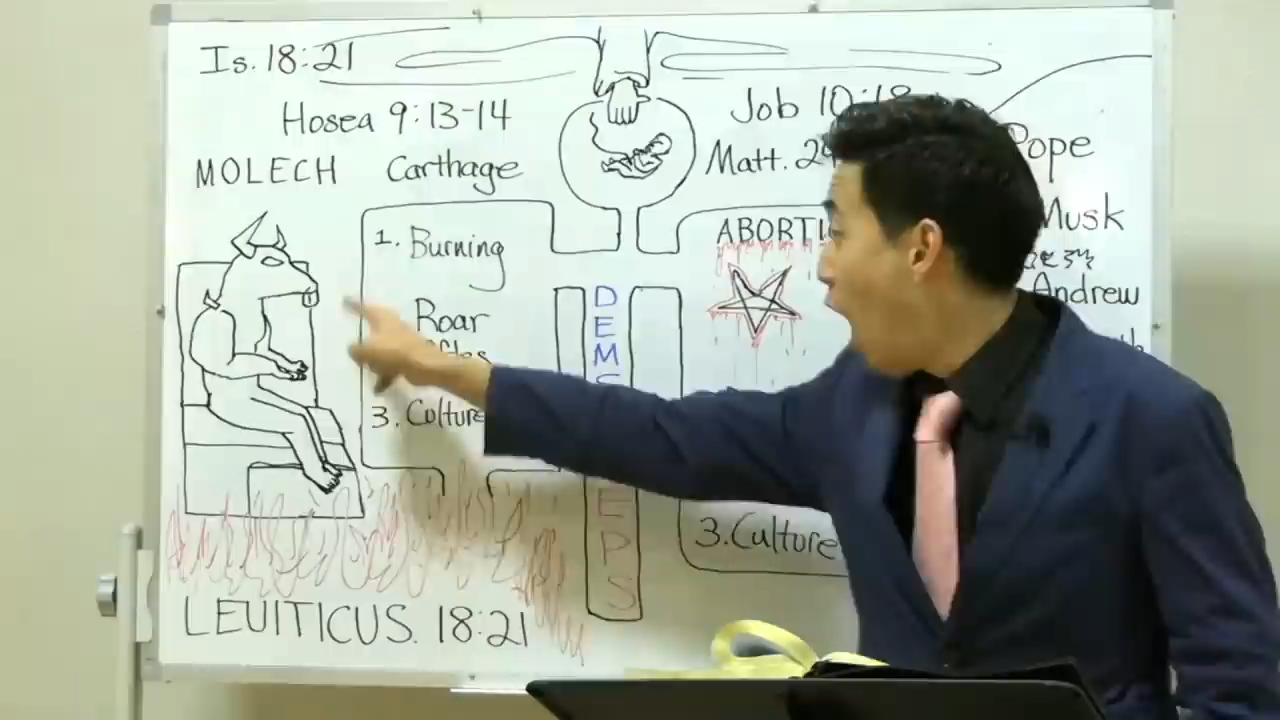 Is. 18:21
Hosea 9:13-14
MOLECH Carthage
1. Burning
Roar
3. Culture
LEVITICUS. 18:21
DEMS
EPS
Job 10:18
Matt.
Pope
Musk
Andrew
3. Culture